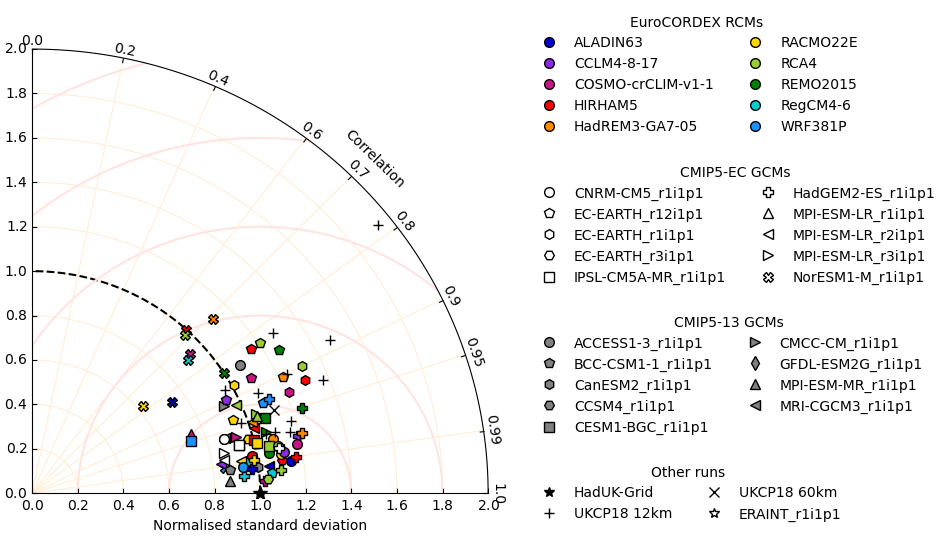 0.0
0.2
0.4
0.6
0.7
0.8
0.9
0.95
0.99
1.0
Correlation
2.0
1.8
1.6
1.4
1.2
1.0
0.8
0.6
0.4
0.2
0.0
0.0 0.2 0.4 0.6 0.8 1.0 1.2 1.4 1.6 1.8 2.0
Normalised standard deviation
EuroCORDEX RCMs
ALADIN63
CCLM4-8-17
COSMO-crCLIM-v1-1
HIRHAM5
HadREM3-GA7-05
RACMO22E
RCA4
REMO2015
RegCM4-6
WRF381P
CMIP5-EC GCMs
CNRM-CM5_r1i1p1
EC-EARTH_r12i1p1
EC-EARTH_r1i1p1
EC-EARTH_r3i1p1
IPSL-CM5A-MR_r1i1p1
HadGEM2-ES_r1i1p1
MPI-ESM-LR_r1i1p1
MPI-ESM-LR_r2i1p1
MPI-ESM-LR_r3i1p1
NorESM1-M_r1i1p1
CMIP5-13 GCMs
ACCESS1-3_r1i1p1
BCC-CSM1-1_r1i1p1
CanESM2_r1i1p1
CCSM4_r1i1p1
CESM1-BGC_r1i1p1
CMCC-CM_r1i1p1
GFDL-ESM2G_r1i1p1
MPI-ESM-MR_r1i1p1
MRI-CGCM3_r1i1p1
Other runs
HadUK-Grid
UKCP18 12km
UKCP18 60km
ERAINT_r1i1p1